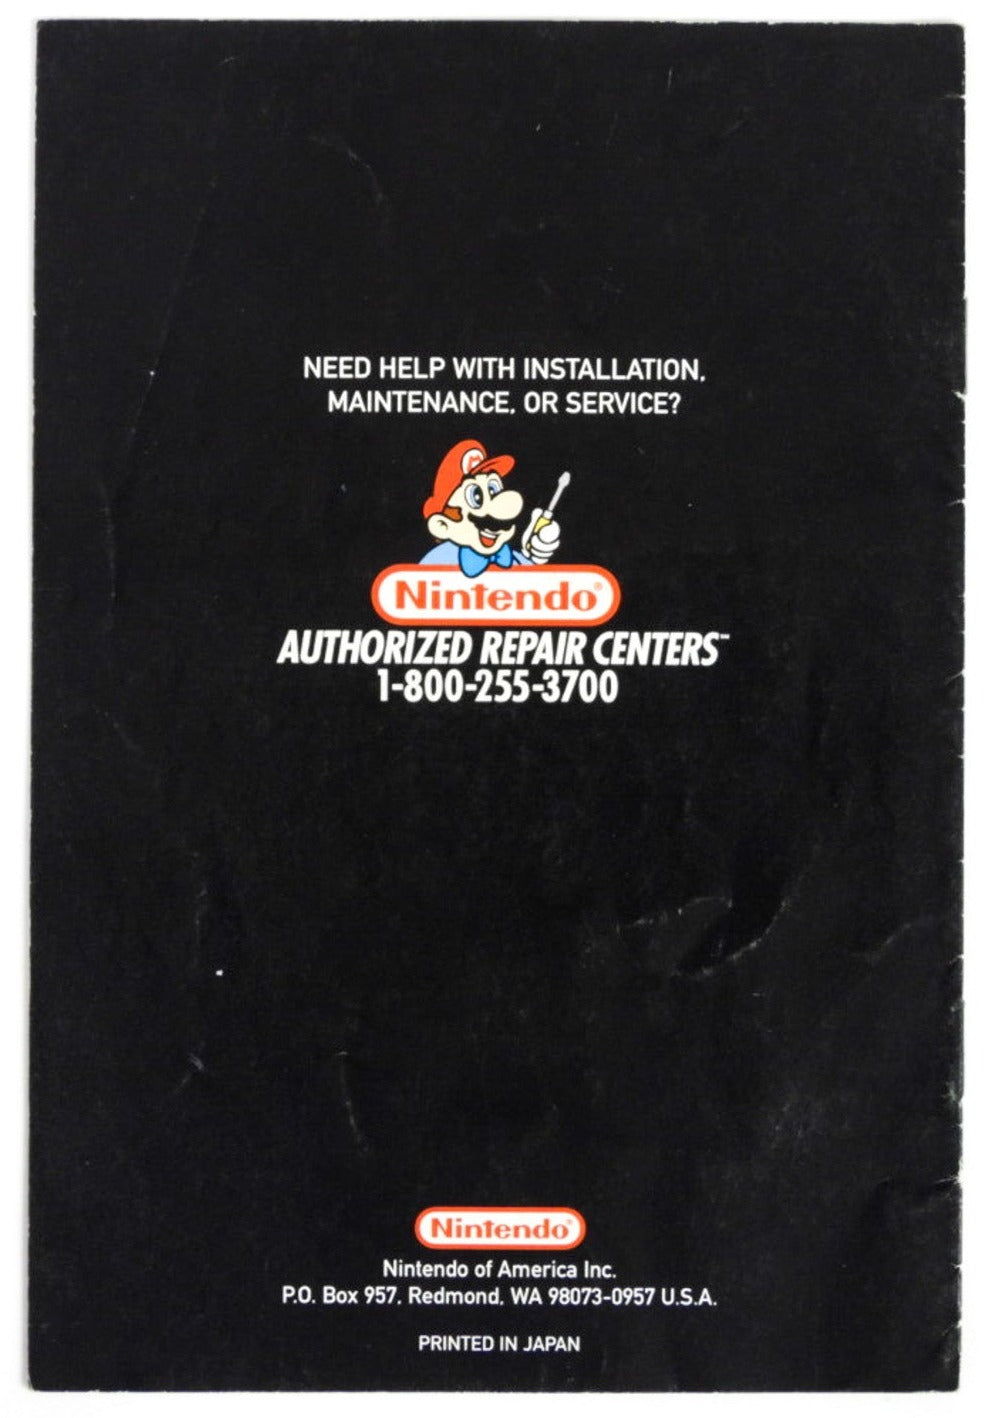 NEED HELP WITH INSTALLATION,
MAINTENANCE, OR SERVICE?
M
Nintendo®
AUTHORIZED REPAIR CENTERS™
1-800-255-3700
Nintendo®
Nintendo of America Inc.
P.O. Box 957, Redmond, WA 98073-0957 U.S.A.
PRINTED IN JAPAN